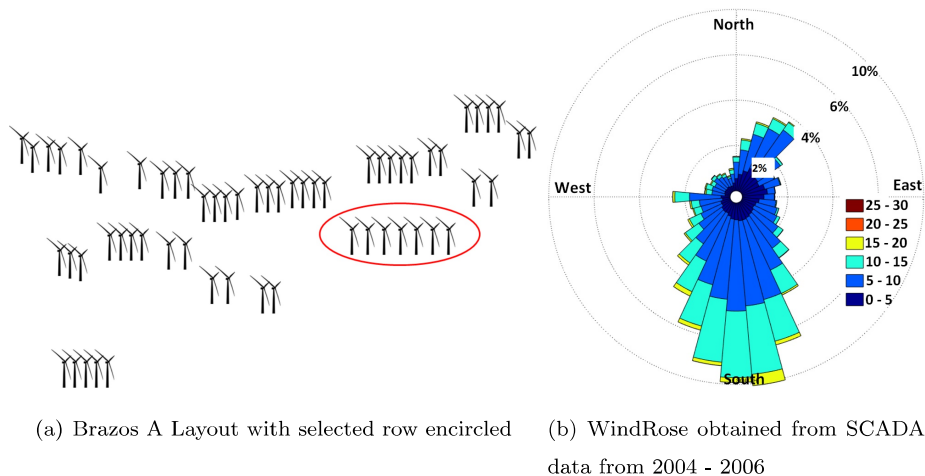 North
10%
6%
4%
2%
West
East
25 - 30
20 - 25
15 - 20
10 - 15
5 - 10
0 - 5
South
(a) Brazos A Layout with selected row encircled
(b) WindRose obtained from SCADA
data from 2004 - 2006